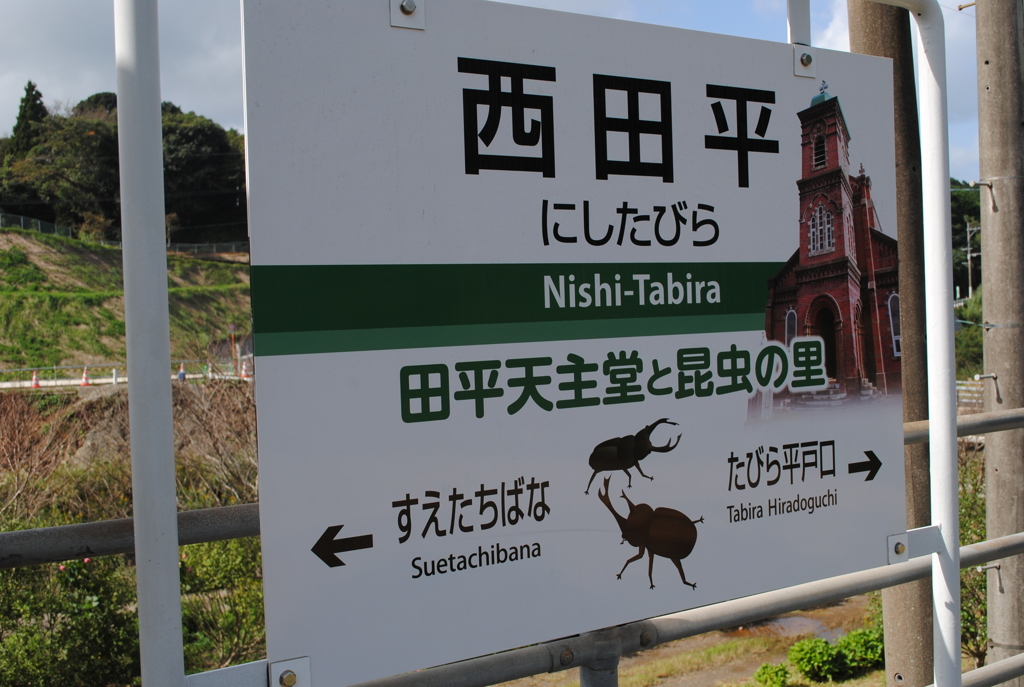 西田平
にしたびら
Nishi-Tabira
田平天主堂と昆虫の里
すえたちばな
Suetachibana
たびら平戸口
Tabira Hiradoguchi